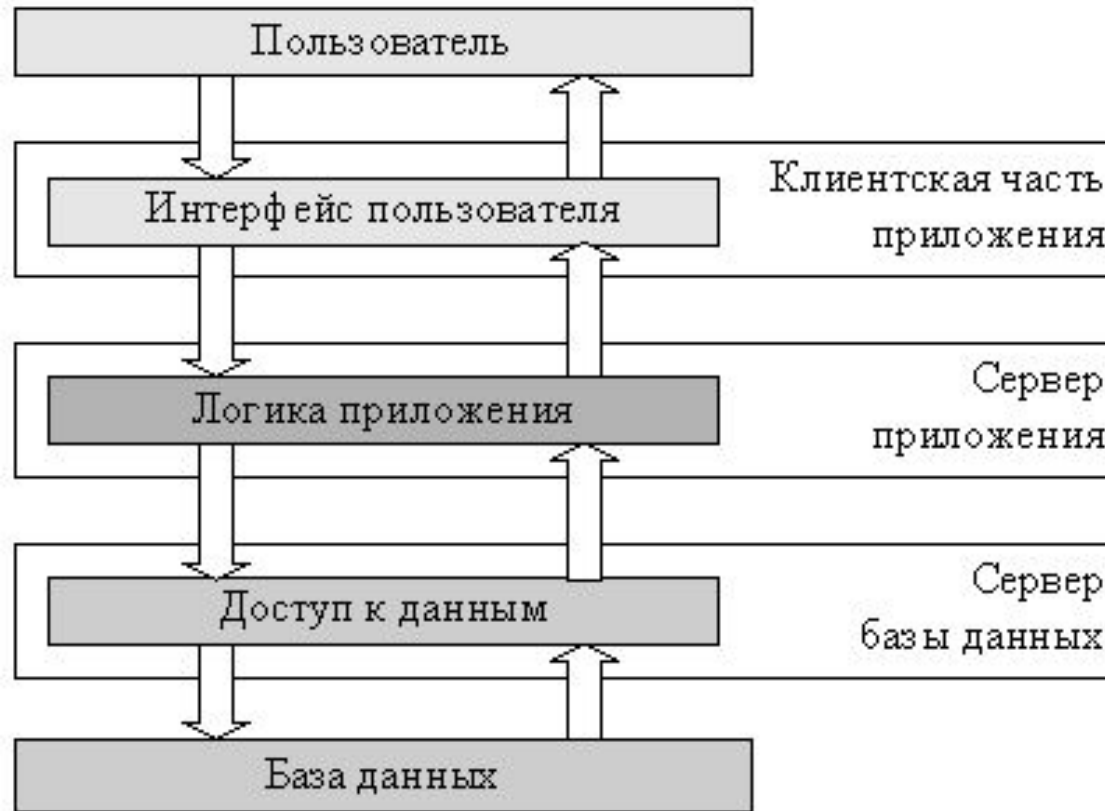 Пользователь
Интерфейс пользователя
Клиентская часть
приложения
Логика приложения
Сервер
приложения
Доступ к данным
Сервер
базы данных
База данных